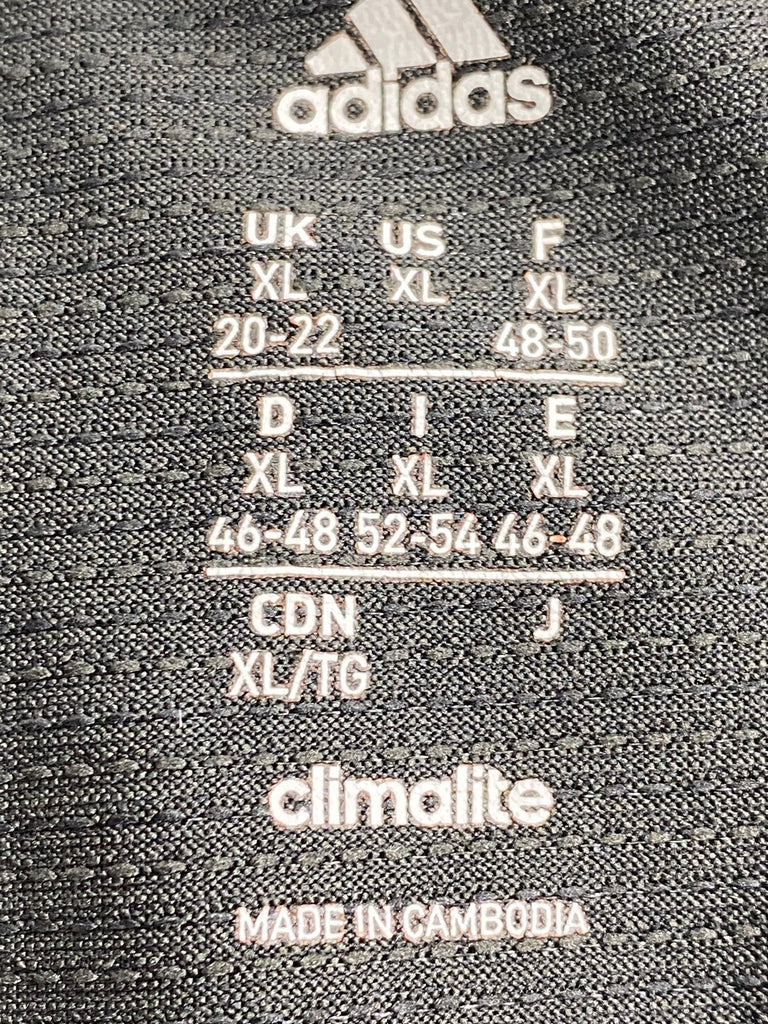 adidas
UK US F
XL XL XL
20-22 48-50
D I E
XL XL XL
46-48 52-54 46-48
CDN J
XL/TG
climalite
MADE IN CAMBODIA